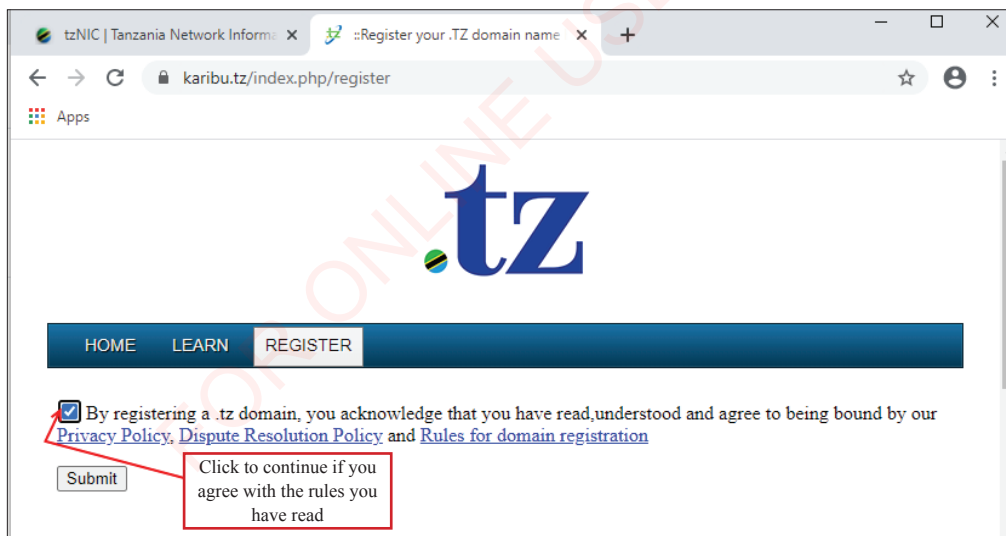 tzNIC | Tanzania Network Informa
::Register your .TZ domain name
karibu.tz/index.php/register
Apps
.tz
HOME LEARN REGISTER
By registering a .tz domain, you acknowledge that you have read,understood and agree to being bound by our
Privacy Policy, Dispute Resolution Policy and Rules for domain registration
Submit
Click to continue if you
agree with the rules you
have read
FOR ONLINE US